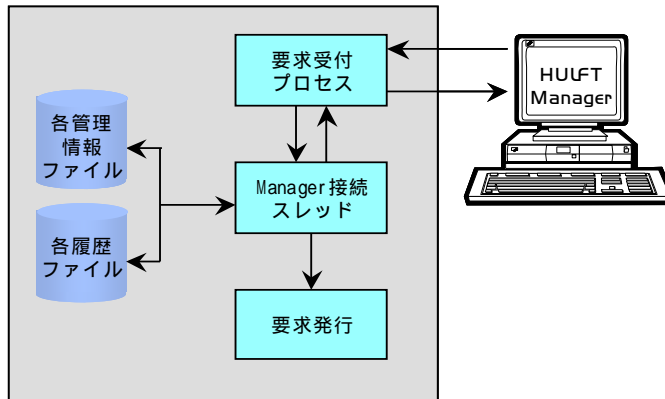 要求受付
プロセス
HULFT
Manager
各管理
情報
ファイル
Manager接続
スレッド
各履歴
ファイル
要求発行